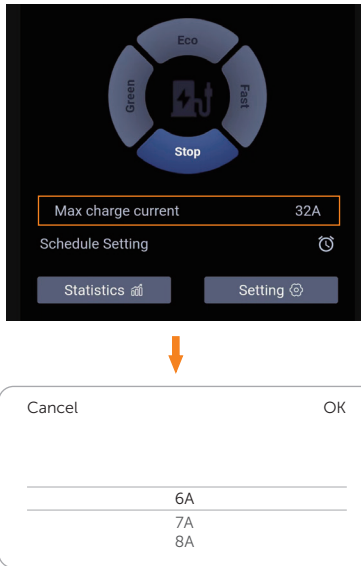 Eco
Green
Fast
Stop
Max charge current 32A
Schedule Setting
Statistics Setting
Cancel OK
6A
7A
8A